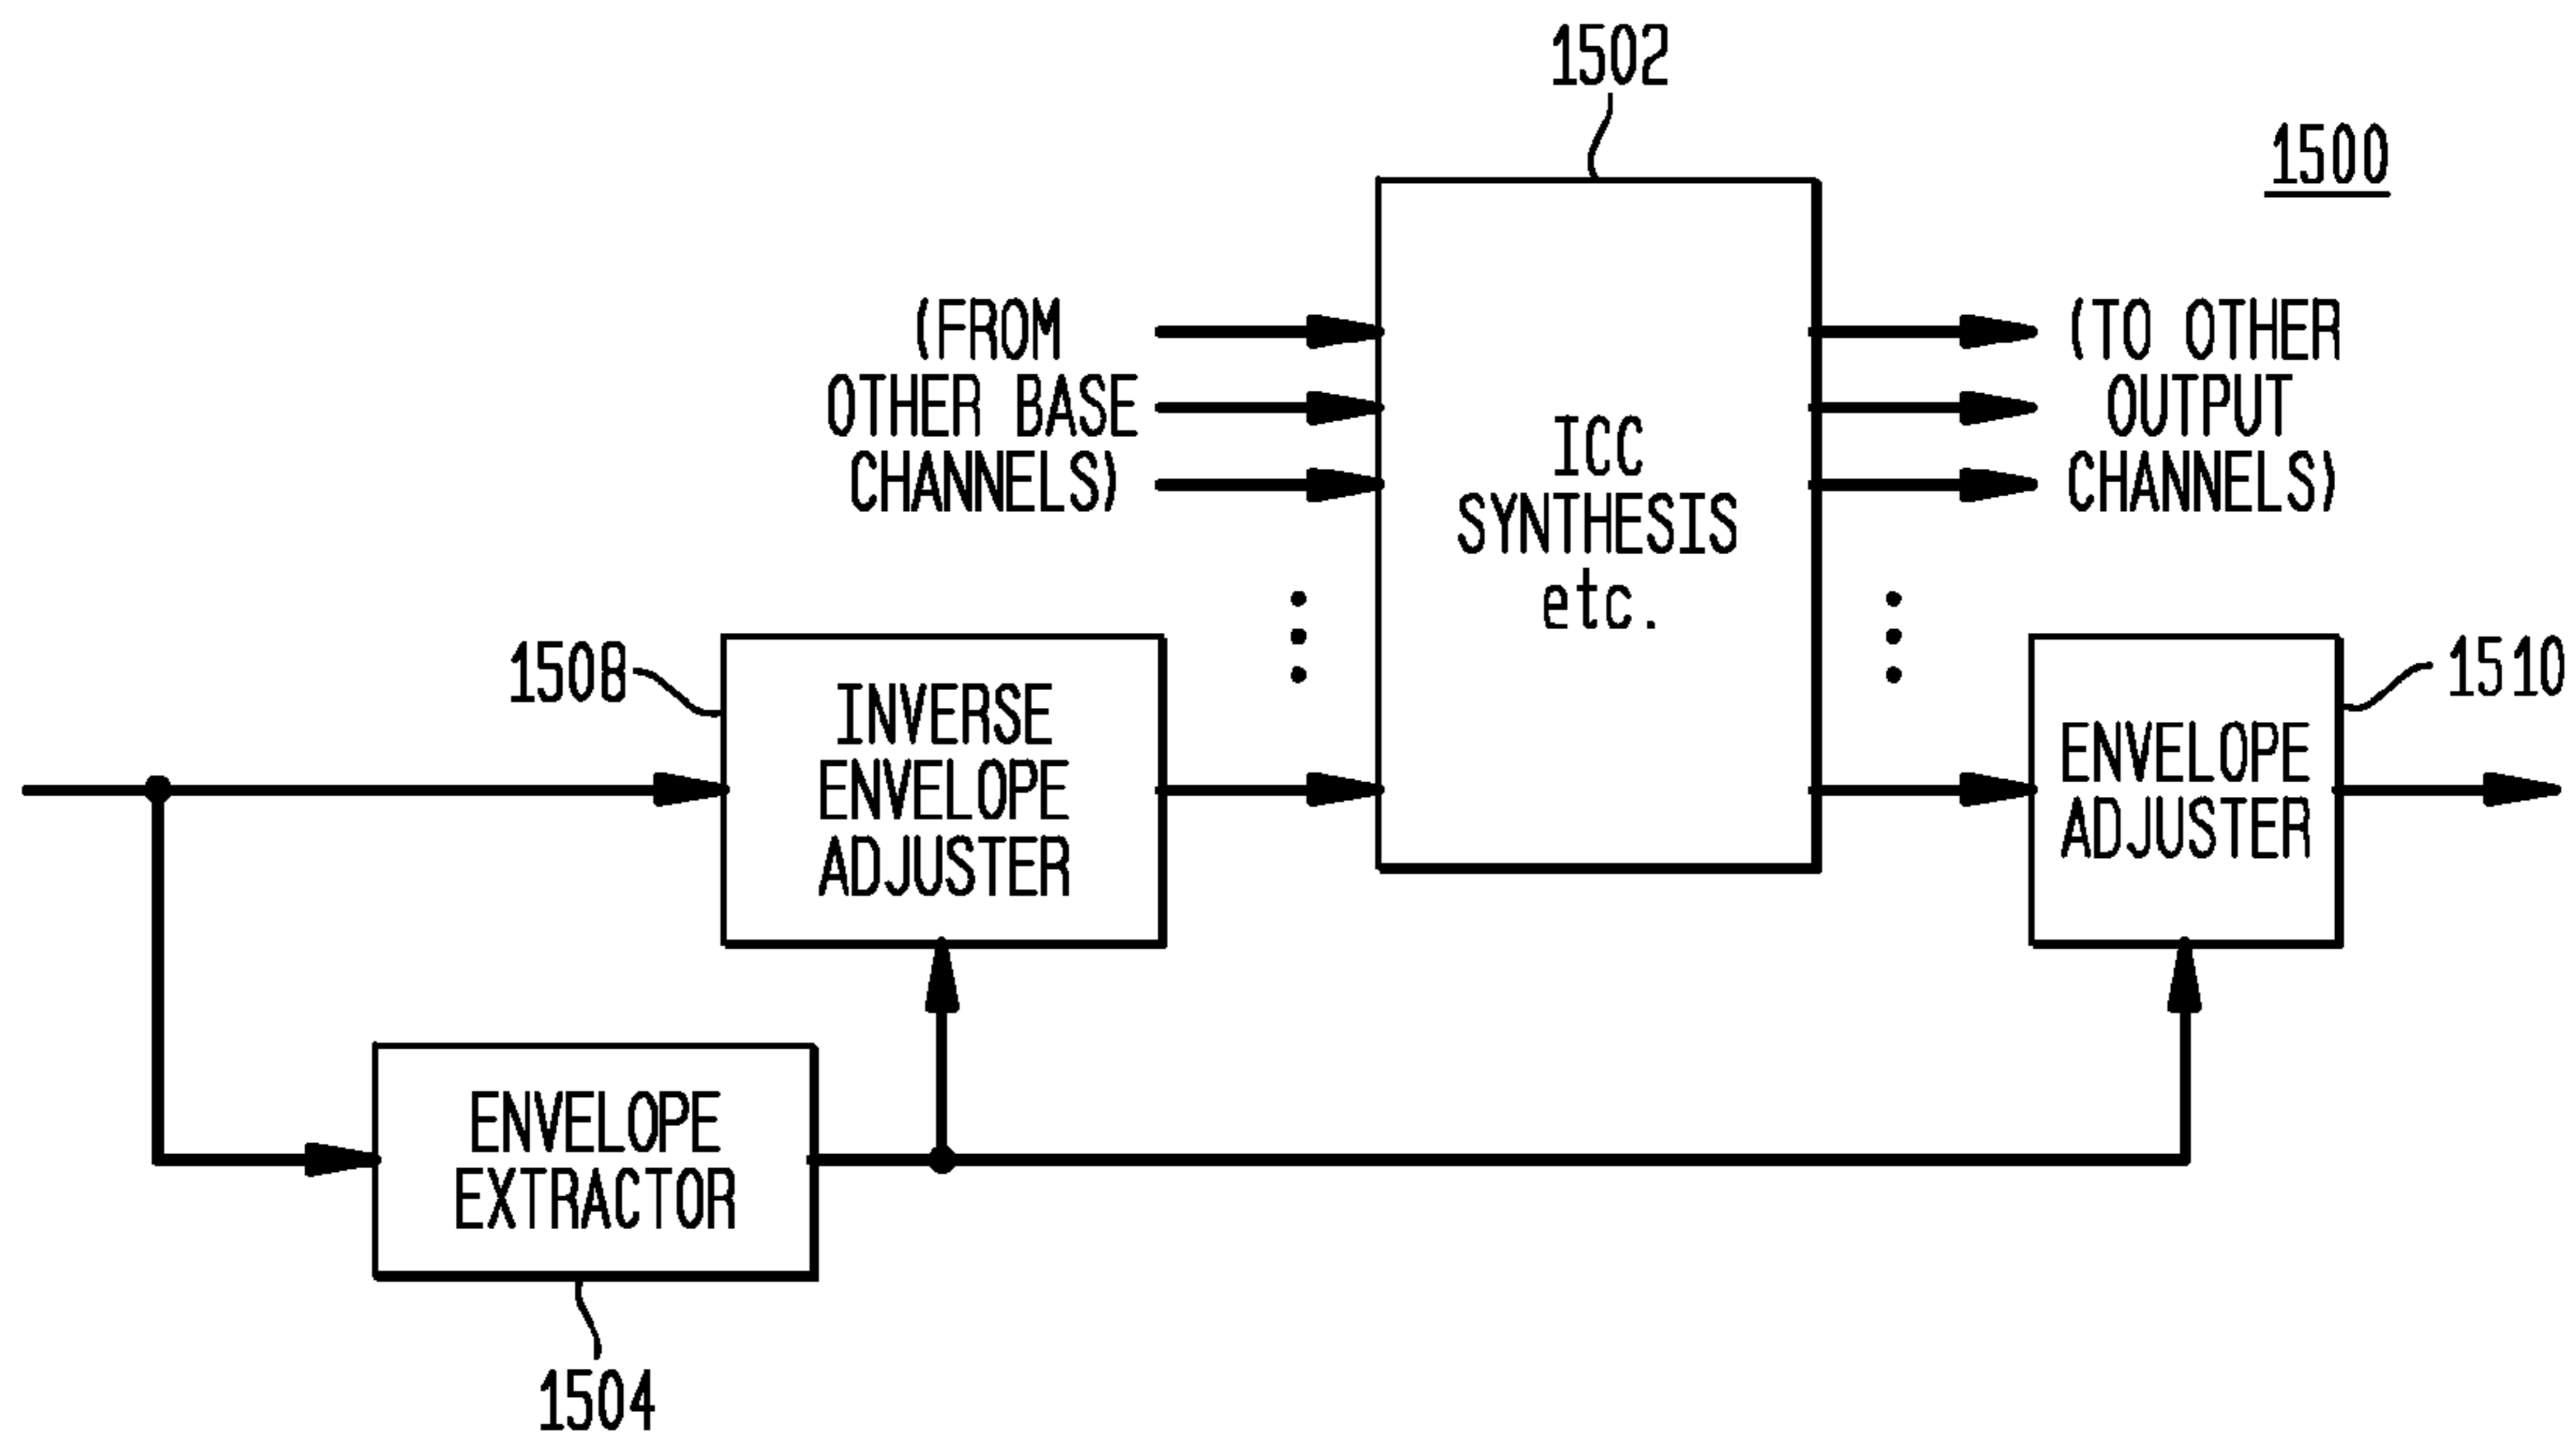 1502
1500
(FROM
OTHER BASE
CHANNELS)
ICC
SYNTHESIS
etc.
(TO OTHER
OUTPUT
CHANNELS)
1508
INVERSE
ENVELOPE
ADJUSTER
1510
ENVELOPE
ADJUSTER
ENVELOPE
EXTRACTOR
1504